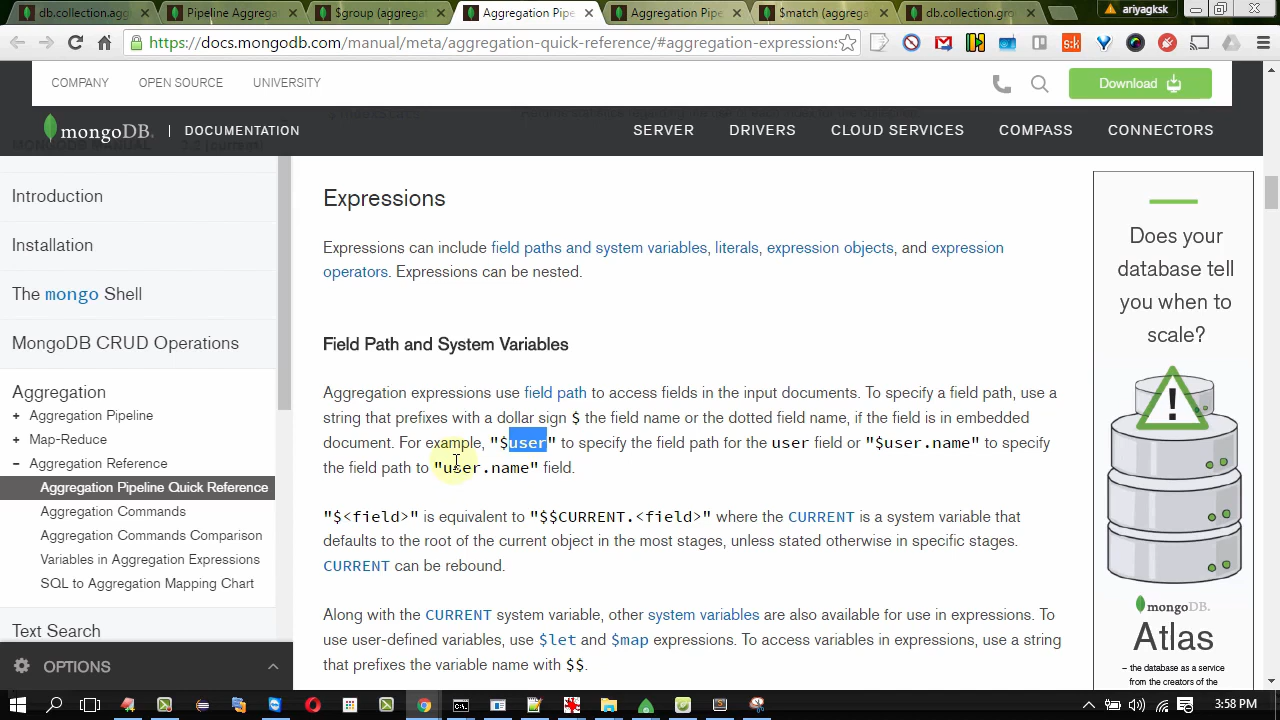 db.collection.agg
Pipeline Aggrega
$group (aggregat
Aggregation Pipe
Aggregation Pipe
$match (aggrega
db.collection.gro
ariyagksk
https://docs.mongodb.com/manual/meta/aggregation-quick-reference/#aggregation-expressions
COMPANY OPEN SOURCE UNIVERSITY
Download
mongoDB. DOCUMENTATION
SERVER DRIVERS CLOUD SERVICES COMPASS CONNECTORS
Introduction
Installation
The mongo Shell
MongoDB CRUD Operations
Aggregation
+ Aggregation Pipeline
+ Map-Reduce
− Aggregation Reference
Aggregation Pipeline Quick Reference
Aggregation Commands
Aggregation Commands Comparison
Variables in Aggregation Expressions
SQL to Aggregation Mapping Chart
Text Search
OPTIONS
Expressions
Expressions can include field paths and system variables, literals, expression objects, and expression
operators. Expressions can be nested.
Field Path and System Variables
Aggregation expressions use field path to access fields in the input documents. To specify a field path, use a
string that prefixes with a dollar sign $ the field name or the dotted field name, if the field is in embedded
document. For example, "$user" to specify the field path for the user field or "$user.name" to specify
the field path to "user.name" field.
"$<field>" is equivalent to "$$CURRENT.<field>" where the CURRENT is a system variable that
defaults to the root of the current object in the most stages, unless stated otherwise in specific stages.
CURRENT can be rebound.
Along with the CURRENT system variable, other system variables are also available for use in expressions. To
use user-defined variables, use $let and $map expressions. To access variables in expressions, use a string
that prefixes the variable name with $$.
Does your
database tell
you when to
scale?
mongoDB.
Atlas
– the database as a service
from the creators of the
3:58 PM